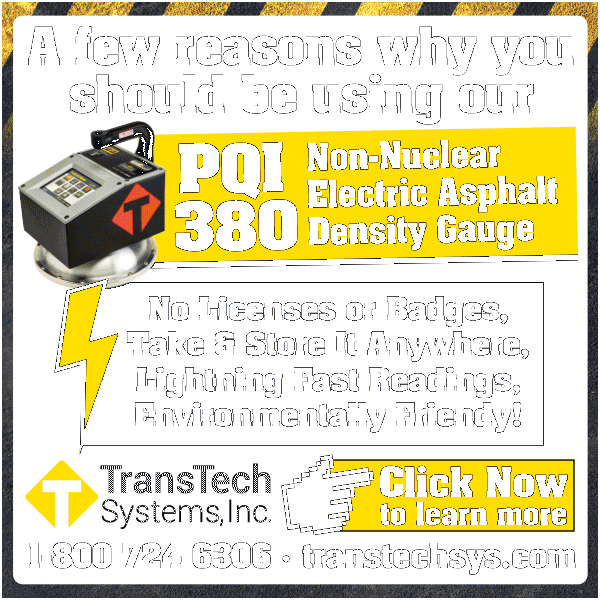 A few reasons why you
should be using our
PQI
380
Non-Nuclear
Electric Asphalt
Density Gauge
No Licenses or Badges,
Take & Store It Anywhere,
Lightning Fast Readings,
Environmentally Friendy!
T
TransTech
Systems, Inc.
Click Now
to learn more
1-800-724-6306 • transtechsys.com